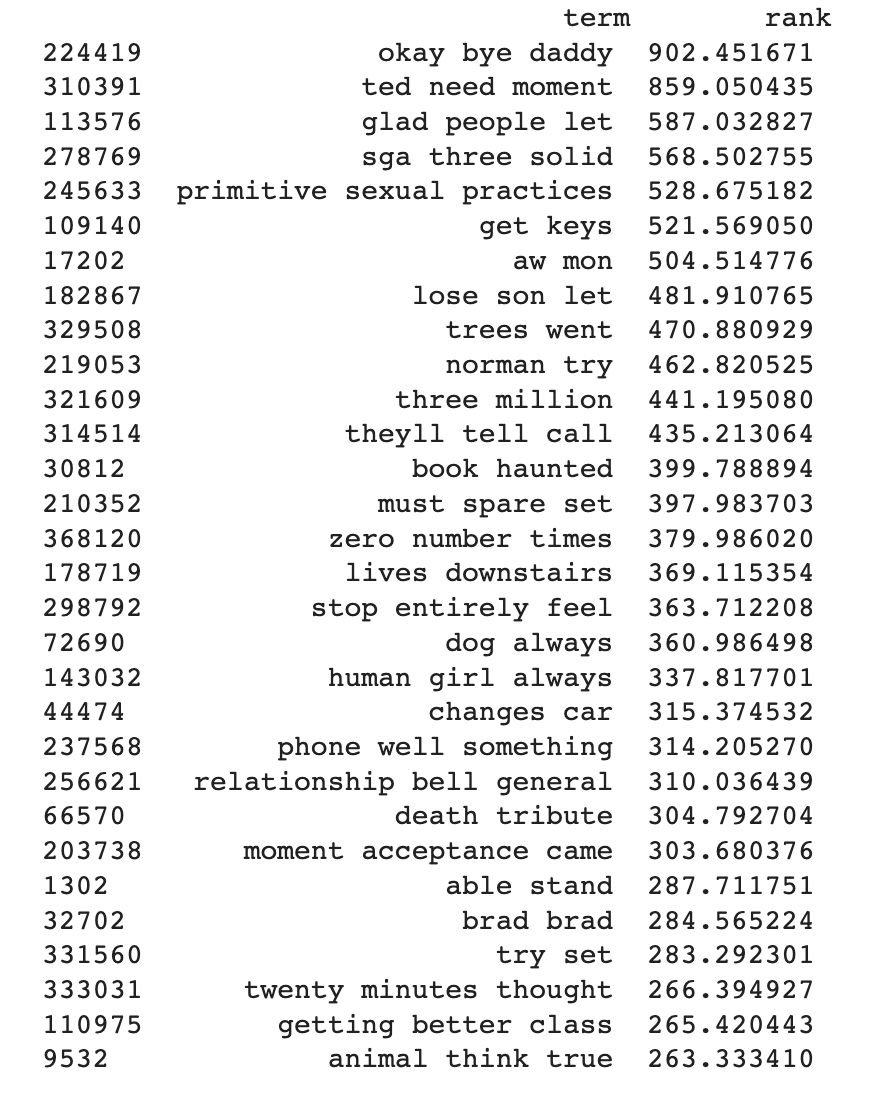 term rank
224419 okay bye daddy 902.451671
310391 ted need moment 859.050435
113576 glad people let 587.032827
278769 sga three solid 568.502755
245633 primitive sexual practices 528.675182
109140 get keys 521.569050
17202 aw mon 504.514776
182867 lose son let 481.910765
329508 trees went 470.880929
219053 norman try 462.820525
321609 three million 441.195080
314514 theyll tell call 435.213064
30812 book haunted 399.788894
210352 must spare set 397.983703
368120 zero number times 379.986020
178719 lives downstairs 369.115354
298792 stop entirely feel 363.712208
72690 dog always 360.986498
143032 human girl always 337.817701
44474 changes car 315.374532
237568 phone well something 314.205270
256621 relationship bell general 310.036439
66570 death tribute 304.792704
203738 moment acceptance came 303.680376
1302 able stand 287.711751
32702 brad brad 284.565224
331560 try set 283.292301
333031 twenty minutes thought 266.394927
110975 getting better class 265.420443
9532 animal think true 263.333410